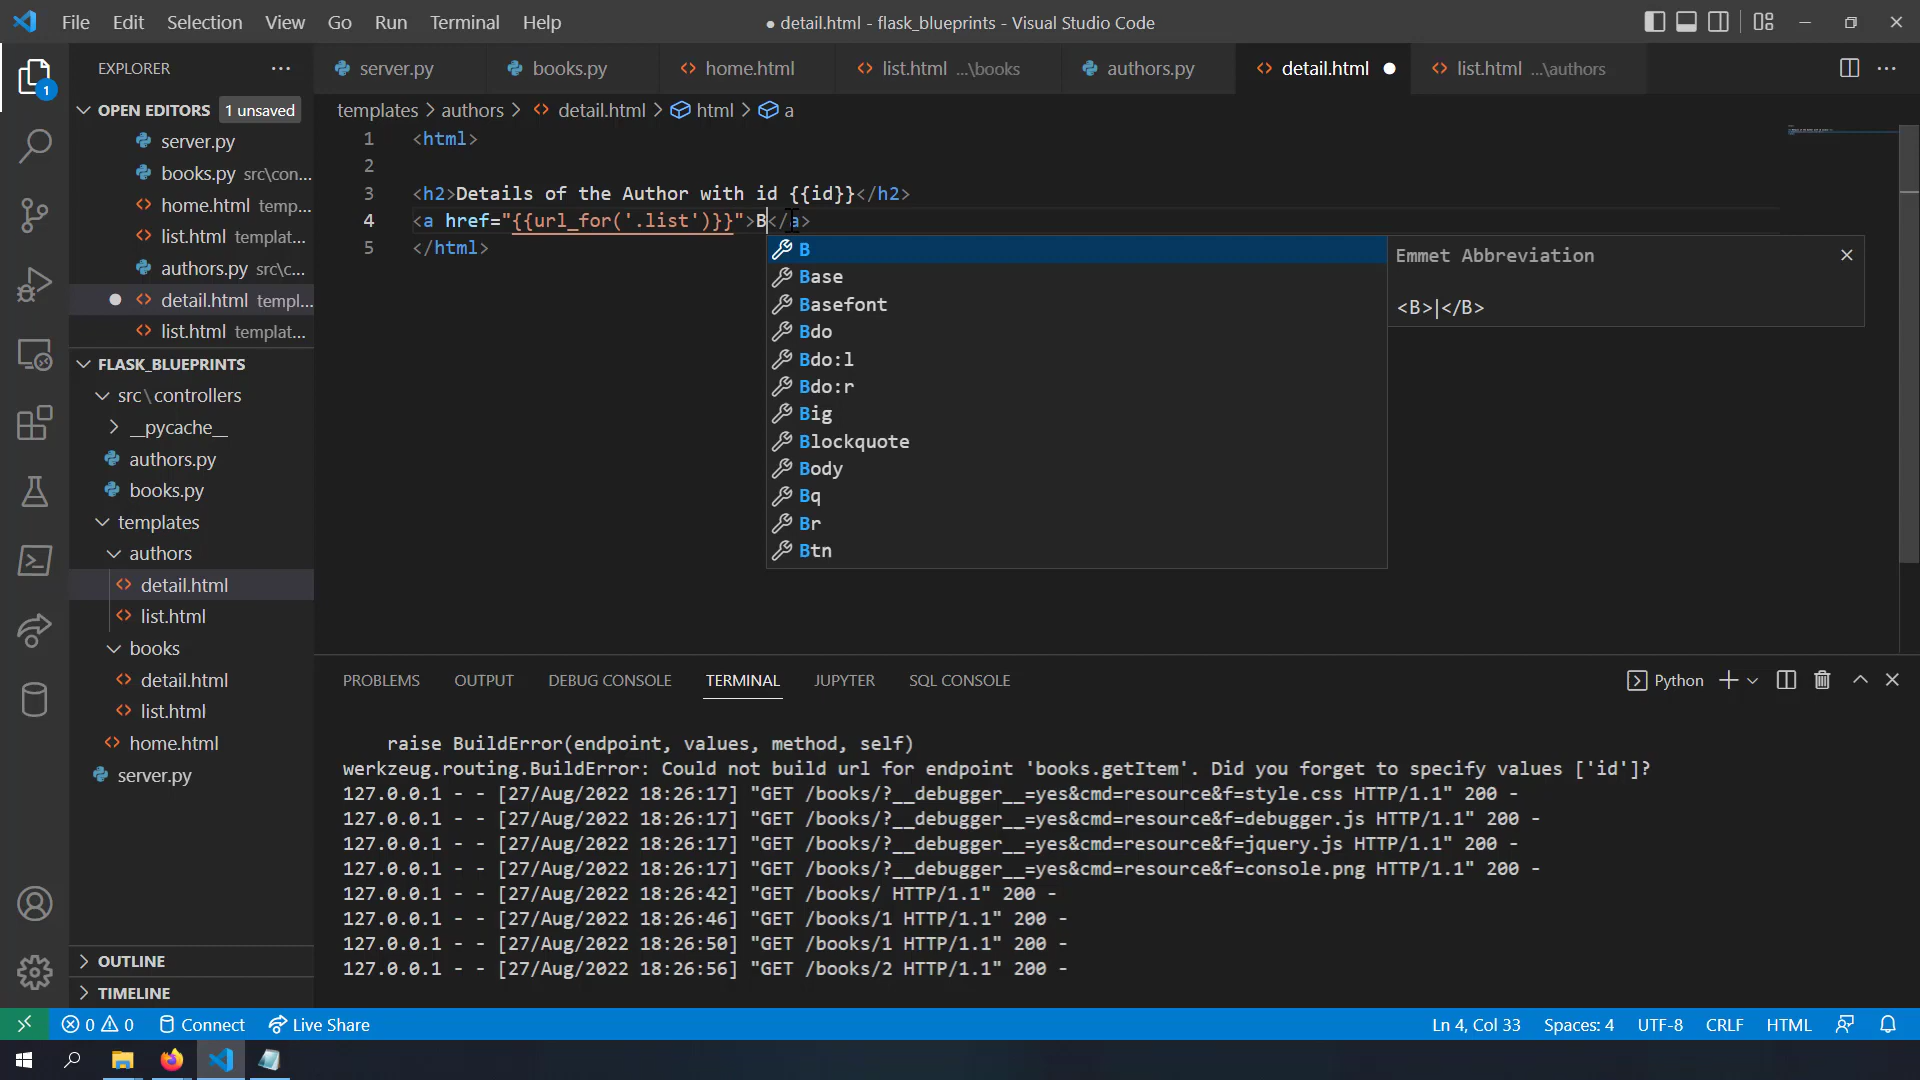 File Edit Selection View Go Run Terminal Help
● detail.html - flask_blueprints - Visual Studio Code
EXPLORER ···
server.py
books.py
home.html
list.html ...\books
authors.py
detail.html ●
list.html ...\authors
1
OPEN EDITORS 1 unsaved
server.py
books.py src\con...
home.html temp...
list.html templat...
authors.py src\c...
detail.html templ...
list.html templat...
FLASK_BLUEPRINTS
src\controllers
__pycache__
authors.py
books.py
templates
authors
detail.html
list.html
books
detail.html
list.html
home.html
server.py
OUTLINE
TIMELINE
templates > authors > detail.html > html > a
1 <html>
2
3 <h2>Details of the Author with id {{id}}</h2>
4 <a href="{{url_for('.list')}}">B</a>
5 </html>
B
Base
Basefont
Bdo
Bdo:l
Bdo:r
Big
Blockquote
Body
Bq
Br
Btn
Emmet Abbreviation
<B>|</B>
PROBLEMS OUTPUT DEBUG CONSOLE TERMINAL JUPYTER SQL CONSOLE
Python
raise BuildError(endpoint, values, method, self)
werkzeug.routing.BuildError: Could not build url for endpoint 'books.getItem'. Did you forget to specify values ['id']?
127.0.0.1 - - [27/Aug/2022 18:26:17] "GET /books/?__debugger__=yes&cmd=resource&f=style.css HTTP/1.1" 200 -
127.0.0.1 - - [27/Aug/2022 18:26:17] "GET /books/?__debugger__=yes&cmd=resource&f=debugger.js HTTP/1.1" 200 -
127.0.0.1 - - [27/Aug/2022 18:26:17] "GET /books/?__debugger__=yes&cmd=resource&f=jquery.js HTTP/1.1" 200 -
127.0.0.1 - - [27/Aug/2022 18:26:17] "GET /books/?__debugger__=yes&cmd=resource&f=console.png HTTP/1.1" 200 -
127.0.0.1 - - [27/Aug/2022 18:26:42] "GET /books/ HTTP/1.1" 200 -
127.0.0.1 - - [27/Aug/2022 18:26:46] "GET /books/1 HTTP/1.1" 200 -
127.0.0.1 - - [27/Aug/2022 18:26:50] "GET /books/1 HTTP/1.1" 200 -
127.0.0.1 - - [27/Aug/2022 18:26:56] "GET /books/2 HTTP/1.1" 200 -
0 0 Connect Live Share
Ln 4, Col 33 Spaces: 4 UTF-8 CRLF HTML